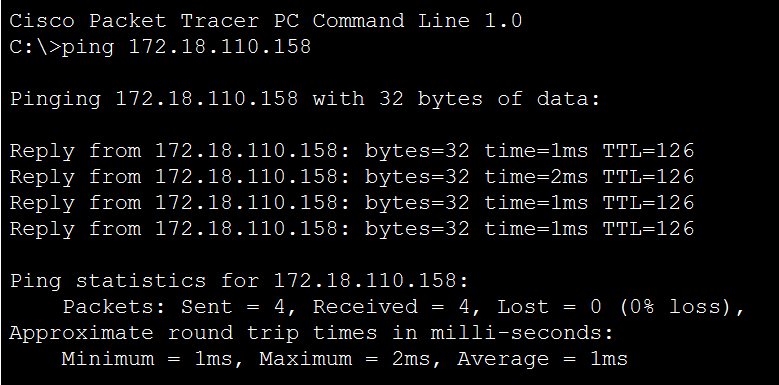 Cisco Packet Tracer PC Command Line 1.0
C:\>ping 172.18.110.158
Pinging 172.18.110.158 with 32 bytes of data:
Reply from 172.18.110.158: bytes=32 time=1ms TTL=126
Reply from 172.18.110.158: bytes=32 time=2ms TTL=126
Reply from 172.18.110.158: bytes=32 time=1ms TTL=126
Reply from 172.18.110.158: bytes=32 time=1ms TTL=126
Ping statistics for 172.18.110.158:
Packets: Sent = 4, Received = 4, Lost = 0 (0% loss),
Approximate round trip times in milli-seconds:
Minimum = 1ms, Maximum = 2ms, Average = 1ms